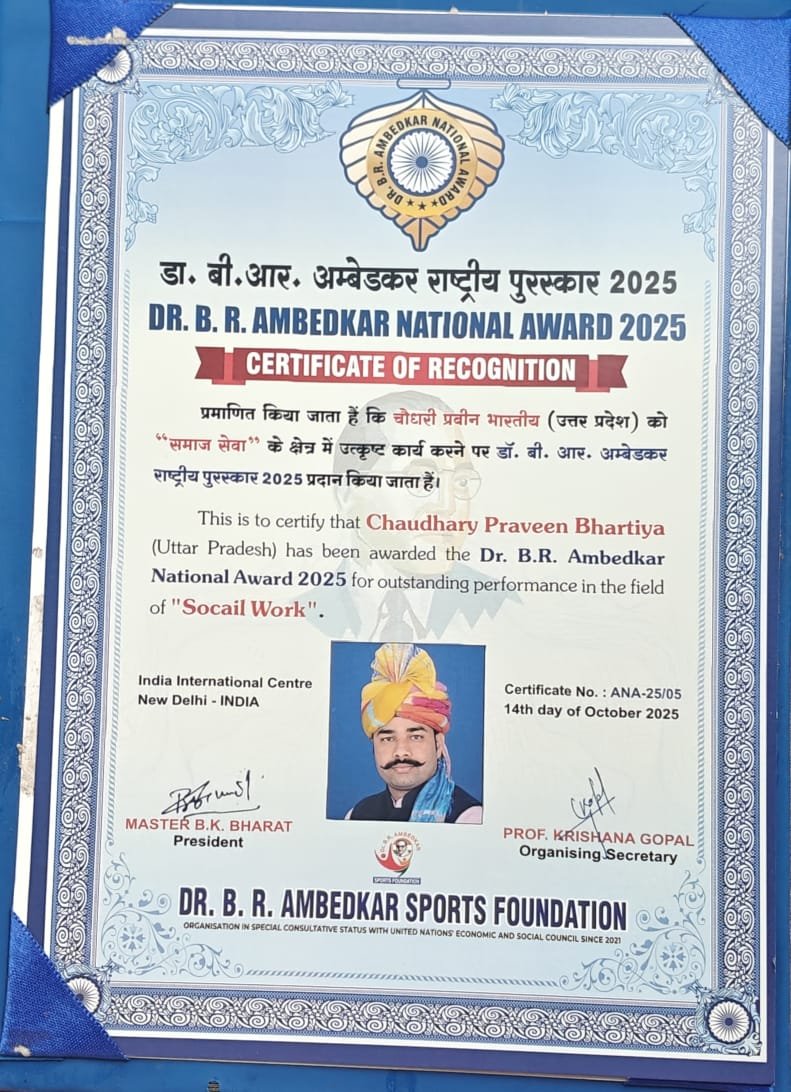 DR. B.R. AMBEDKAR NATIONAL AWARD
डा. बी.आर. अम्बेडकर राष्ट्रीय पुरस्कार 2025
DR. B. R. AMBEDKAR NATIONAL AWARD 2025
CERTIFICATE OF RECOGNITION
प्रमाणित किया जाता हैं कि चौधरी प्रवीन भारतीय (उत्तर प्रदेश) को
“समाज सेवा” के क्षेत्र में उत्कृष्ट कार्य करने पर डॉ. बी. आर. अम्बेडकर
राष्ट्रीय पुरस्कार 2025 प्रदान किया जाता हैं।
This is to certify that Chaudhary Praveen Bhartiya
(Uttar Pradesh) has been awarded the Dr. B.R. Ambedkar
National Award 2025 for outstanding performance in the field
of "Socail Work".
India International Centre
New Delhi - INDIA
Certificate No. : ANA-25/05
14th day of October 2025
MASTER B.K. BHARAT
President
PROF. KRISHANA GOPAL
Organising Secretary
DR. B.R. AMBEDKAR
SPORTS FOUNDATION
DR. B. R. AMBEDKAR SPORTS FOUNDATION
ORGANISATION IN SPECIAL CONSULTATIVE STATUS WITH UNITED NATIONS' ECONOMIC AND SOCIAL COUNCIL SINCE 2021